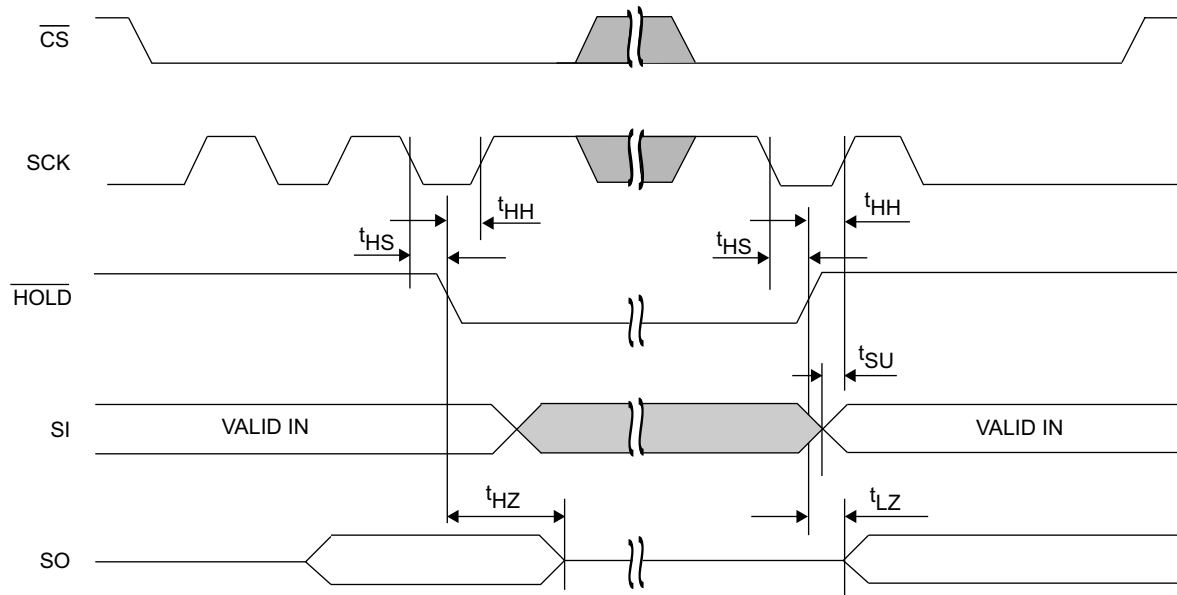 CS
SCK
tHH
tHH
tHS
tHS
HOLD
tSU
SI
VALID IN
VALID IN
tHZ
tLZ
SO